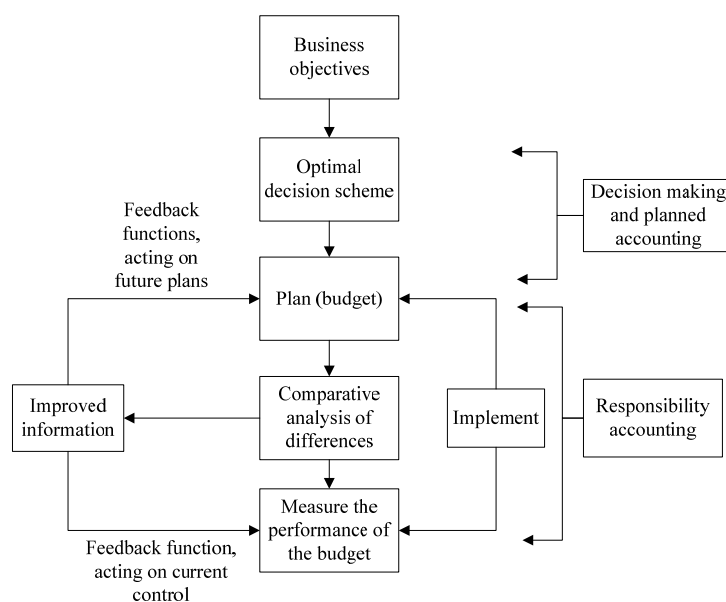 Business
objectives
Optimal
decision scheme
Decision making
and planned
accounting
Feedback
functions,
acting on
future plans
Plan (budget)
Improved
information
Comparative
analysis of
differences
Implement
Responsibility
accounting
Measure the
performance of
the budget
Feedback function,
acting on current
control